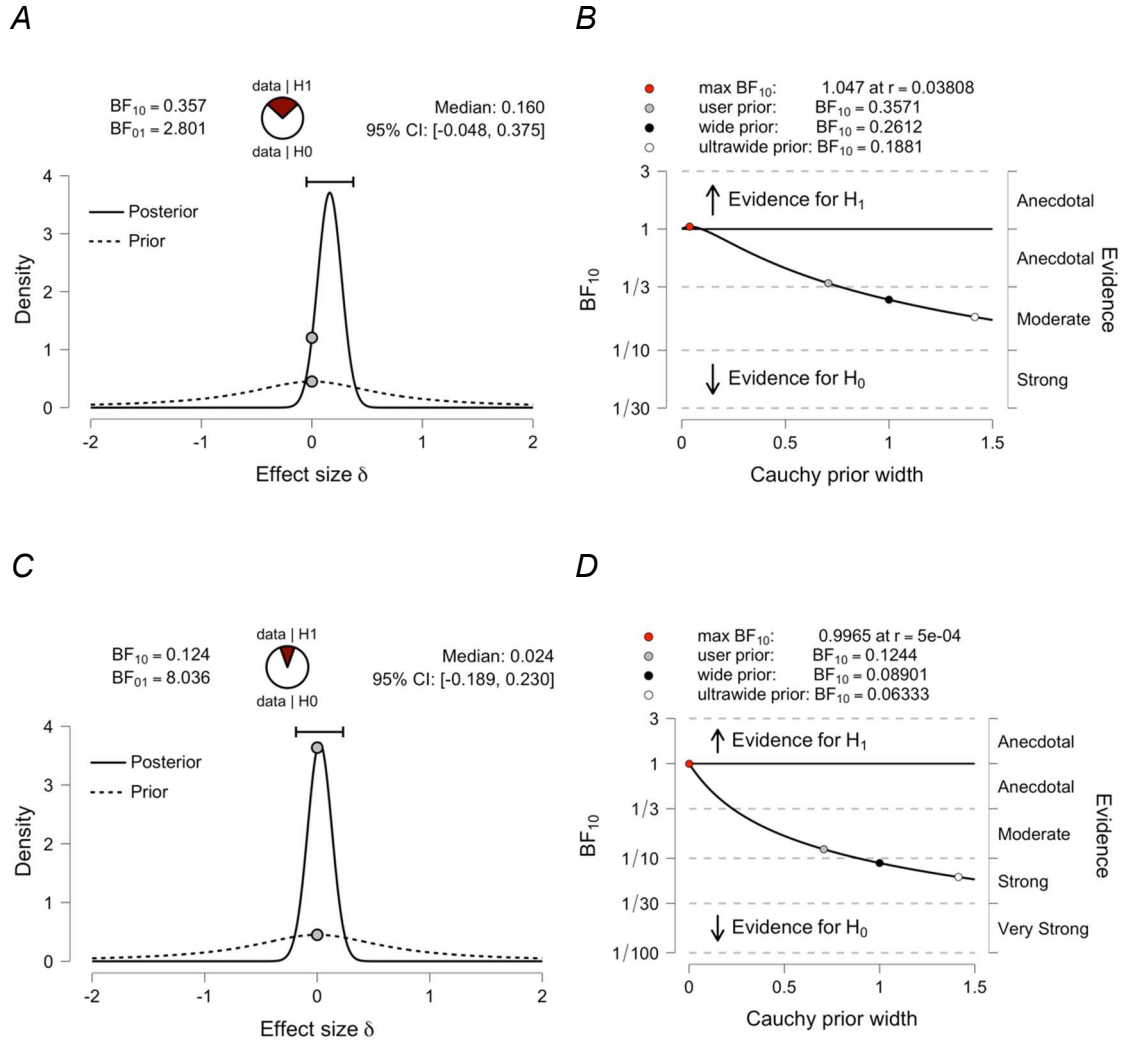 A
BF10 = 0.357
BF01 = 2.801
data | H1
data | H0
Median: 0.160
95% CI: [-0.048, 0.375]
Posterior
Prior
Density
4
3
2
1
0
-2
-1
0
1
2
Effect size δ
B
max BF10: 1.047 at r = 0.03808
user prior: BF10 = 0.3571
wide prior: BF10 = 0.2612
ultrawide prior: BF10 = 0.1881
3
1
1/3
1/10
1/30
BF10
Evidence for H1
Evidence for H0
Anecdotal
Anecdotal
Moderate
Strong
Evidence
0
0.5
1
1.5
Cauchy prior width
C
BF10 = 0.124
BF01 = 8.036
data | H1
data | H0
Median: 0.024
95% CI: [-0.189, 0.230]
Posterior
Prior
Density
4
3
2
1
0
-2
-1
0
1
2
Effect size δ
D
max BF10: 0.9965 at r = 5e-04
user prior: BF10 = 0.1244
wide prior: BF10 = 0.08901
ultrawide prior: BF10 = 0.06333
3
1
1/3
1/10
1/30
1/100
BF10
Evidence for H1
Evidence for H0
Anecdotal
Anecdotal
Moderate
Strong
Very Strong
Evidence
0
0.5
1
1.5
Cauchy prior width